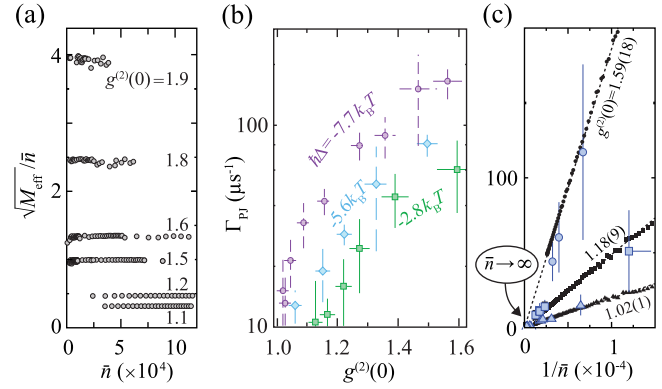 (a)
√M_eff/n̄
4
2
0
g⁽²⁾(0)=1.9
1.8
1.6
1.5
1.2
1.1
0
5
10
n̄ (×10⁴)
(b)
Γ_PJ (μs⁻¹)
100
10
ħΔ=-7.7k_BT
-5.6k_BT
-2.8k_BT
1.0
1.2
1.4
1.6
g⁽²⁾(0)
(c)
100
0
g⁽²⁾(0)=1.59(18)
1.18(9)
1.02(1)
n̄→∞
0
1
1/n̄ (×10⁻⁴)